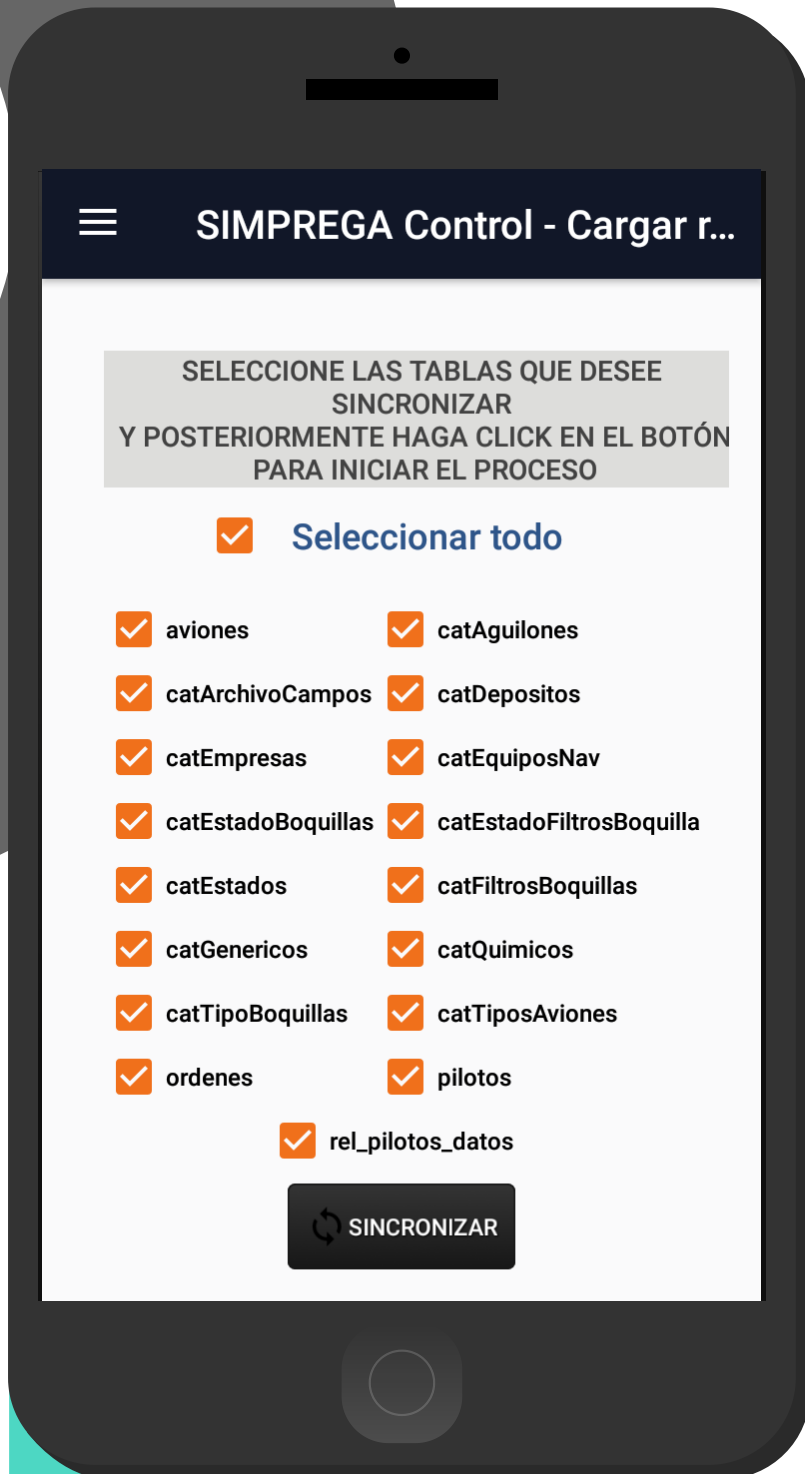 SIMPREGA Control - Cargar r...
SELECCIONE LAS TABLAS QUE DESEE
SINCRONIZAR
Y POSTERIORMENTE HAGA CLICK EN EL BOTÓN
PARA INICIAR EL PROCESO
Seleccionar todo
aviones catAguilones
catArchivoCampos catDepositos
catEmpresas catEquiposNav
catEstadoBoquillas catEstadoFiltrosBoquilla
catEstados catFiltrosBoquillas
catGenericos catQuimicos
catTipoBoquillas catTiposAviones
ordenes pilotos
rel_pilotos_datos
SINCRONIZAR